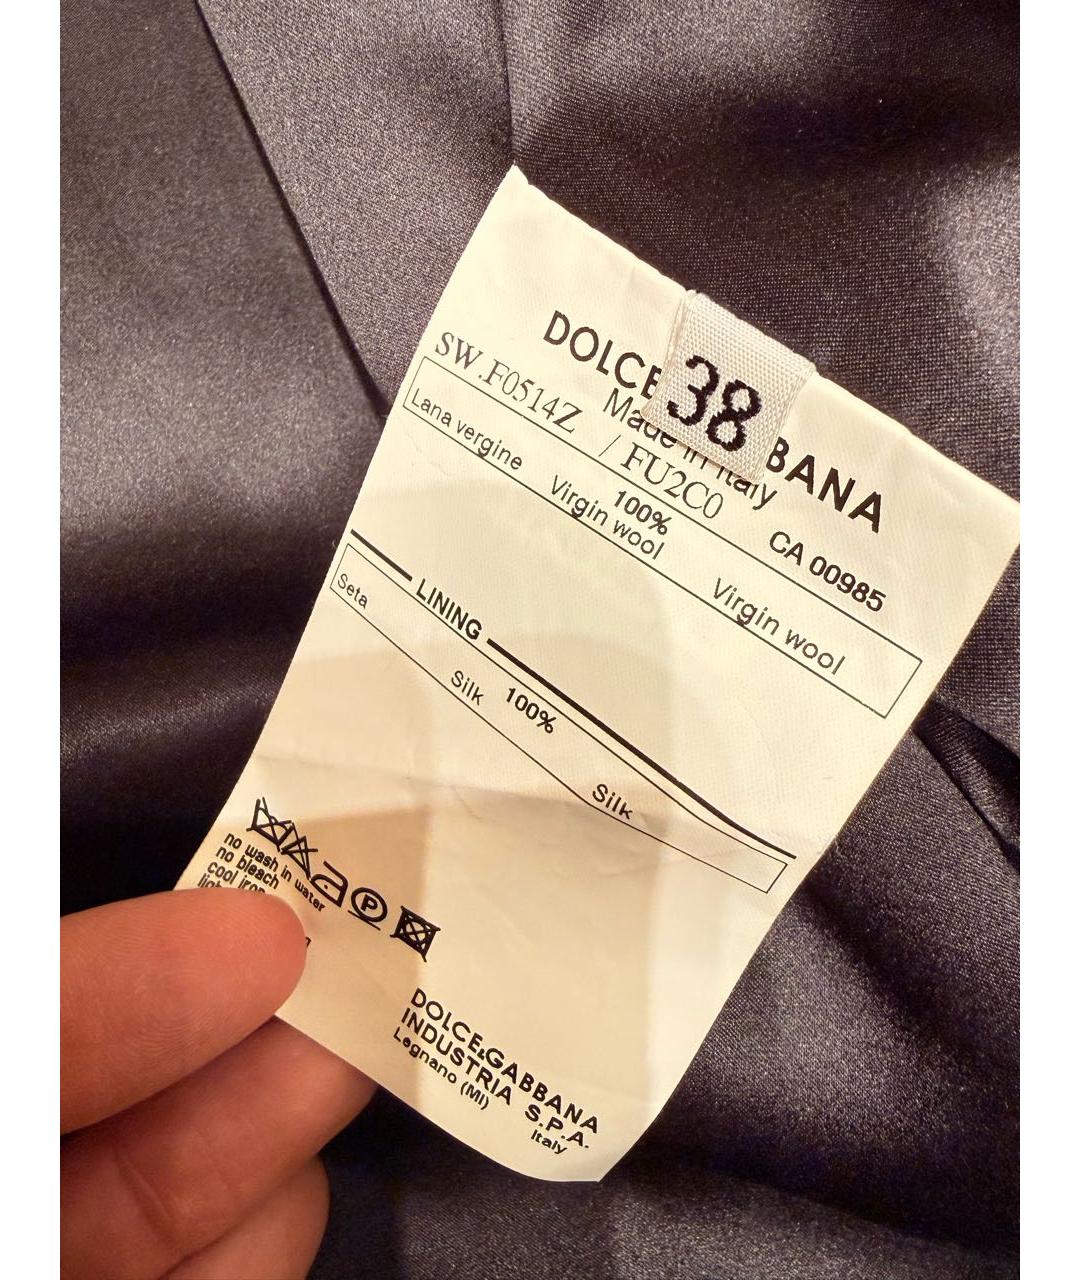 DOLCE BANA
38
Made in Italy
SW.F0514Z / FU2C0 CA 00985
Lana vergine 100%
Virgin wool Virgin wool
LINING
Seta 100%
Silk Silk
P
no wash in water
no bleach
cool iron
DOLCE&GABBANA
INDUSTRIA S.P.A.
Legnano (MI) Italy